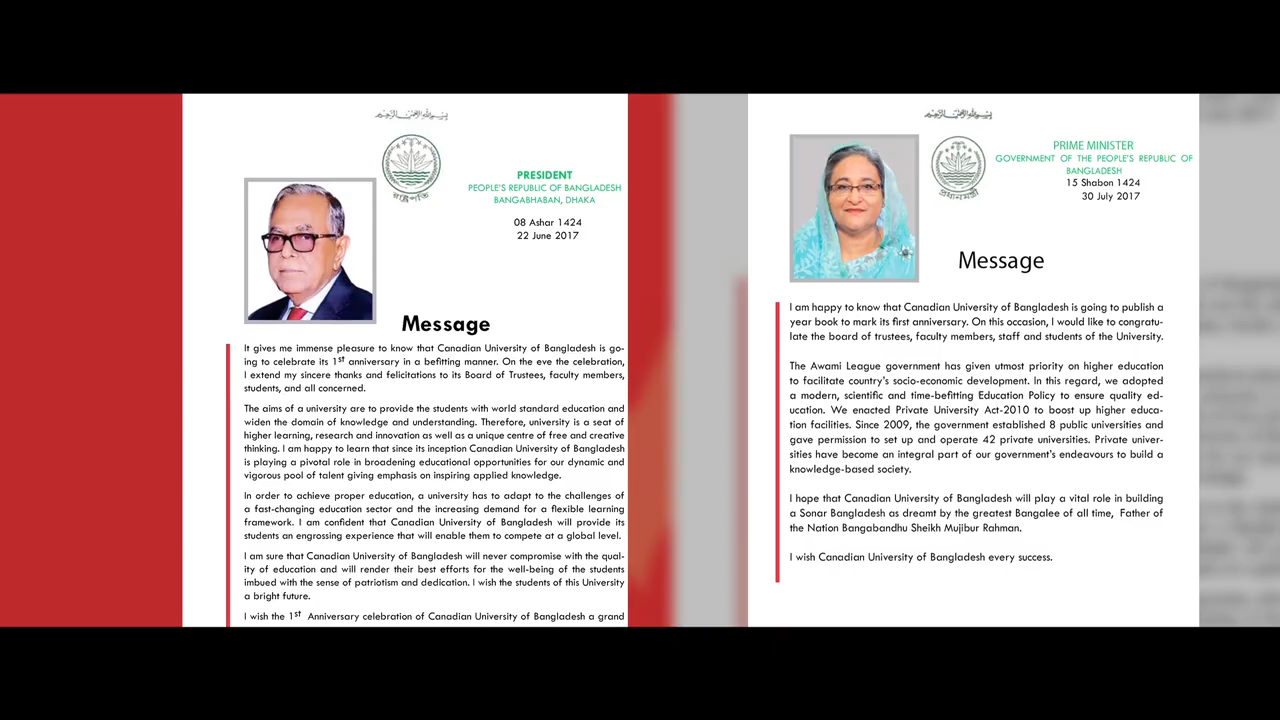 بِسْمِ اللهِ الرَّحْمٰنِ الرَّحِيْمِ
PRESIDENT
PEOPLE'S REPUBLIC OF BANGLADESH
BANGABHABAN, DHAKA
08 Ashar 1424
22 June 2017
Message
It gives me immense pleasure to know that Canadian University of Bangladesh is go-
ing to celebrate its 1st anniversary in a befitting manner. On the eve the celebration,
I extend my sincere thanks and felicitations to its Board of Trustees, faculty members,
students, and all concerned.
The aims of a university are to provide the students with world standard education and
widen the domain of knowledge and understanding. Therefore, university is a seat of
higher learning, research and innovation as well as a unique centre of free and creative
thinking. I am happy to learn that since its inception Canadian University of Bangladesh
is playing a pivotal role in broadening educational opportunities for our dynamic and
vigorous pool of talent giving emphasis on inspiring applied knowledge.
In order to achieve proper education, a university has to adapt to the challenges of
a fast-changing education sector and the increasing demand for a flexible learning
framework. I am confident that Canadian University of Bangladesh will provide its
students an engrossing experience that will enable them to compete at a global level.
I am sure that Canadian University of Bangladesh will never compromise with the qual-
ity of education and will render their best efforts for the well-being of the students
imbued with the sense of patriotism and dedication. I wish the students of this University
a bright future.
I wish the 1st Anniversary celebration of Canadian University of Bangladesh a grand
بِسْمِ اللهِ الرَّحْمٰنِ الرَّحِيْمِ
PRIME MINISTER
GOVERNMENT OF THE PEOPLE'S REPUBLIC OF
BANGLADESH
15 Shabon 1424
30 July 2017
Message
I am happy to know that Canadian University of Bangladesh is going to publish a
year book to mark its first anniversary. On this occasion, I would like to congratu-
late the board of trustees, faculty members, staff and students of the University.
The Awami League government has given utmost priority on higher education
to facilitate country's socio-economic development. In this regard, we adopted
a modern, scientific and time-befitting Education Policy to ensure quality ed-
ucation. We enacted Private University Act-2010 to boost up higher educa-
tion facilities. Since 2009, the government established 8 public universities and
gave permission to set up and operate 42 private universities. Private univer-
sities have become an integral part of our government's endeavours to build a
knowledge-based society.
I hope that Canadian University of Bangladesh will play a vital role in building
a Sonar Bangladesh as dreamt by the greatest Bangalee of all time, Father of
the Nation Bangabandhu Sheikh Mujibur Rahman.
I wish Canadian University of Bangladesh every success.